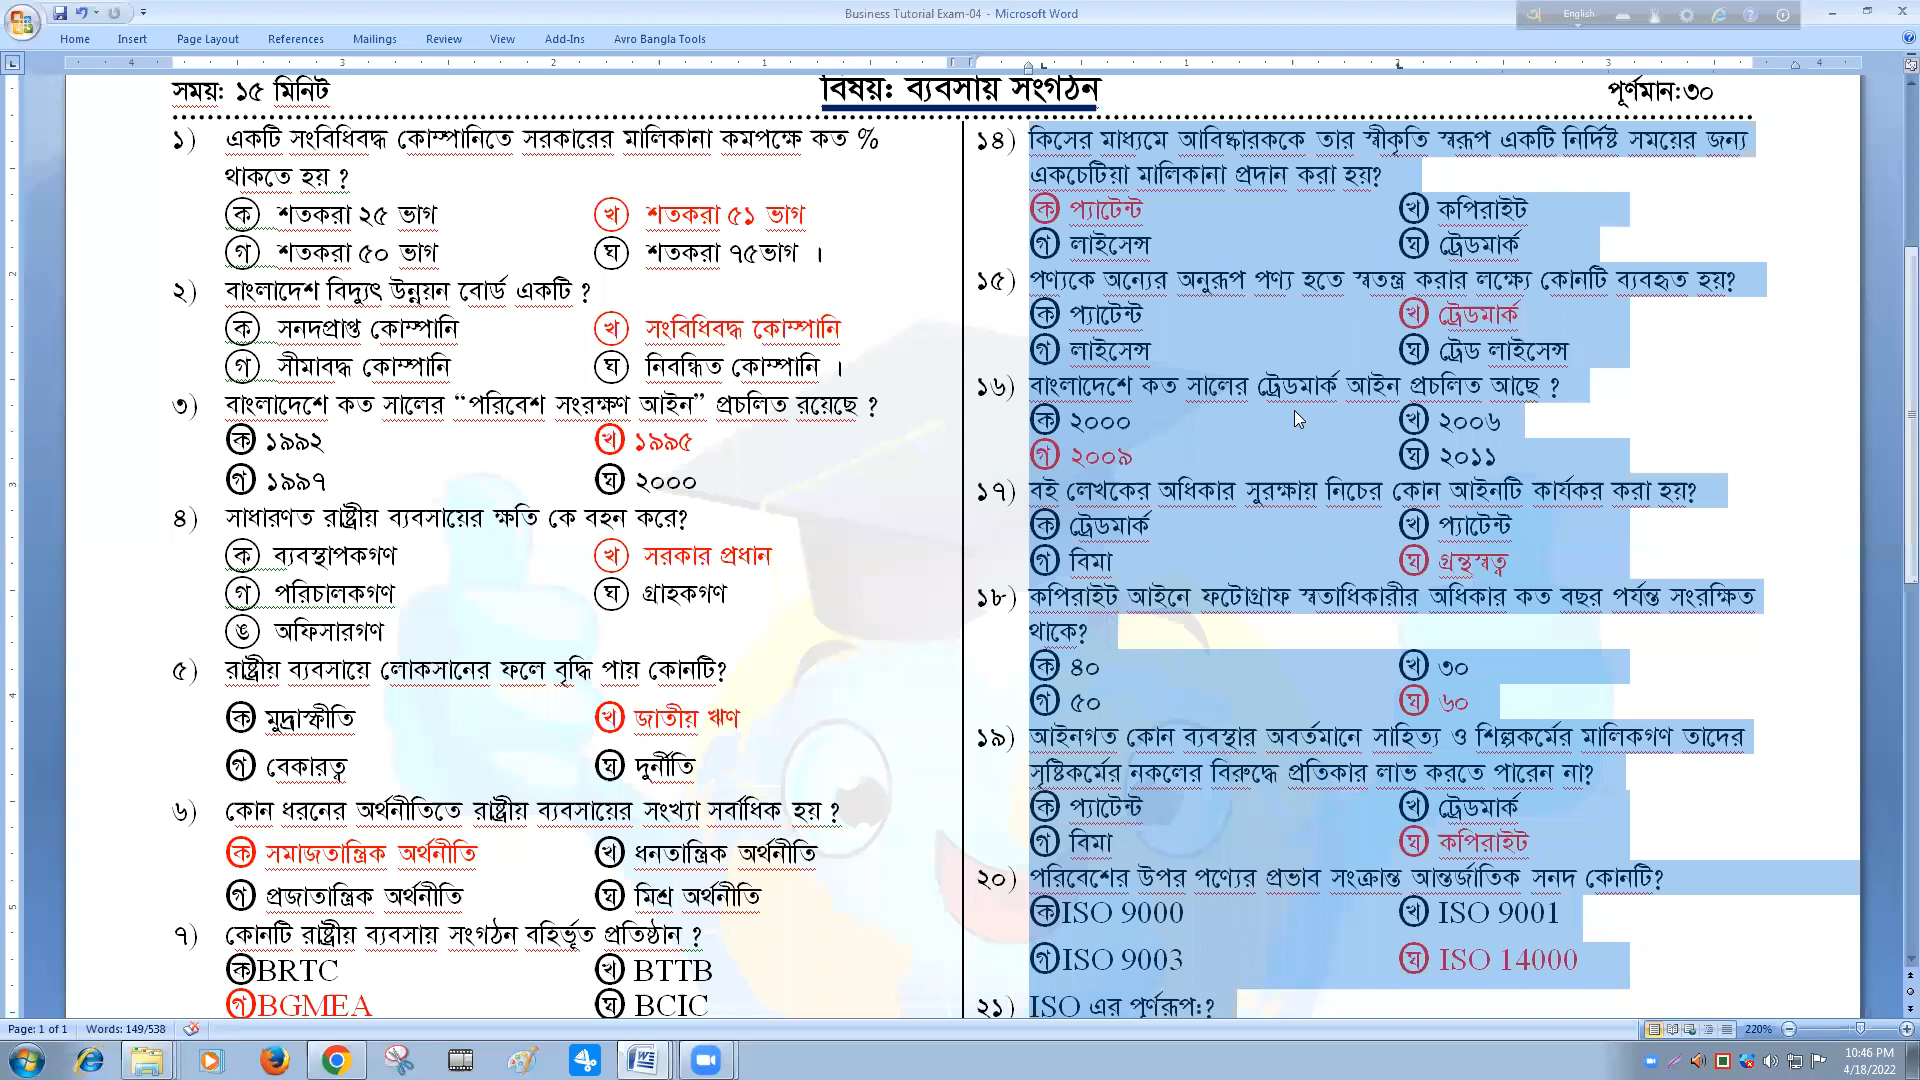 Business Tutorial Exam-04 - Microsoft Word
English
Home Insert Page Layout References Mailings Review View Add-Ins Avro Bangla Tools
সময়: ১৫ মিনিট
বিষয়: ব্যবসায় সংগঠন
পূর্ণমান:৩০
১) একটি সংবিধিবদ্ধ কোম্পানিতে সরকারের মালিকানা কমপক্ষে কত %
থাকতে হয় ?
ক শতকরা ২৫ ভাগ খ শতকরা ৫১ ভাগ
গ শতকরা ৫০ ভাগ ঘ শতকরা ৭৫ভাগ ।
২) বাংলাদেশ বিদ্যুৎ উন্নয়ন বোর্ড একটি ?
ক সনদপ্রাপ্ত কোম্পানি খ সংবিধিবদ্ধ কোম্পানি
গ সীমাবদ্ধ কোম্পানি ঘ নিবন্ধিত কোম্পানি ।
৩) বাংলাদেশে কত সালের “পরিবেশ সংরক্ষণ আইন” প্রচলিত রয়েছে ?
ক ১৯৯২ খ ১৯৯৫
গ ১৯৯৭ ঘ ২০০০
৪) সাধারণত রাষ্ট্রীয় ব্যবসায়ের ক্ষতি কে বহন করে?
ক ব্যবস্থাপকগণ খ সরকার প্রধান
গ পরিচালকগণ ঘ গ্রাহকগণ
ঙ অফিসারগণ
৫) রাষ্ট্রীয় ব্যবসায়ে লোকসানের ফলে বৃদ্ধি পায় কোনটি?
ক মুদ্রাস্ফীতি খ জাতীয় ঋণ
গ বেকারত্ব ঘ দুর্নীতি
৬) কোন ধরনের অর্থনীতিতে রাষ্ট্রীয় ব্যবসায়ের সংখ্যা সর্বাধিক হয় ?
ক সমাজতান্ত্রিক অর্থনীতি খ ধনতান্ত্রিক অর্থনীতি
গ প্রজাতান্ত্রিক অর্থনীতি ঘ মিশ্র অর্থনীতি
৭) কোনটি রাষ্ট্রীয় ব্যবসায় সংগঠন বহির্ভূত প্রতিষ্ঠান ?
ক BRTC খ BTTB
গ BGMEA ঘ BCIC
১৪) কিসের মাধ্যমে আবিষ্কারককে তার স্বীকৃতি স্বরূপ একটি নির্দিষ্ট সময়ের জন্য
একচেটিয়া মালিকানা প্রদান করা হয়?
ক প্যাটেন্ট খ কপিরাইট
গ লাইসেন্স ঘ ট্রেডমার্ক
১৫) পণ্যকে অন্যের অনুরূপ পণ্য হতে স্বতন্ত্র করার লক্ষ্যে কোনটি ব্যবহৃত হয়?
ক প্যাটেন্ট খ ট্রেডমার্ক
গ লাইসেন্স ঘ ট্রেড লাইসেন্স
১৬) বাংলাদেশে কত সালের ট্রেডমার্ক আইন প্রচলিত আছে ?
ক ২০০০ খ ২০০৬
গ ২০০৯ ঘ ২০১১
১৭) বই লেখকের অধিকার সুরক্ষায় নিচের কোন আইনটি কার্যকর করা হয়?
ক ট্রেডমার্ক খ প্যাটেন্ট
গ বিমা ঘ গ্রন্থস্বত্ব
১৮) কপিরাইট আইনে ফটোগ্রাফ স্বতাধিকারীর অধিকার কত বছর পর্যন্ত সংরক্ষিত
থাকে?
ক ৪০ খ ৩০
গ ৫০ ঘ ৬০
১৯) আইনগত কোন ব্যবস্থার অবর্তমানে সাহিত্য ও শিল্পকর্মের মালিকগণ তাদের
সৃষ্টিকর্মের নকলের বিরুদ্ধে প্রতিকার লাভ করতে পারেন না?
ক প্যাটেন্ট খ ট্রেডমার্ক
গ বিমা ঘ কপিরাইট
২০) পরিবেশের উপর পণ্যের প্রভাব সংক্রান্ত আন্তর্জাতিক সনদ কোনটি?
ক ISO 9000 খ ISO 9001
গ ISO 9003 ঘ ISO 14000
২১) ISO এর পূর্ণরূপ:?
Page: 1 of 1 Words: 149/538 220%
10:46 PM
4/18/2022